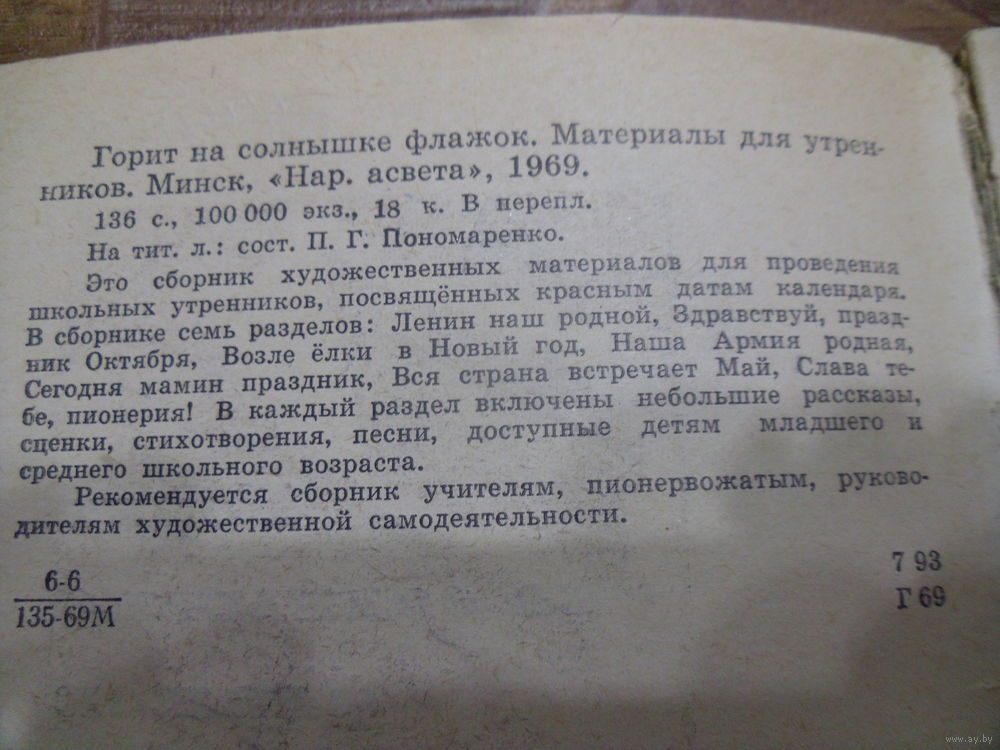 Горит на солнышке флажок. Материалы для утрен-
ников. Минск, «Нар. асвета», 1969.
136 с., 100 000 экз., 18 к. В перепл.
На тит. л.: сост. П. Г. Пономаренко.
Это сборник художественных материалов для проведения
школьных утренников, посвящённых красным датам календаря.
В сборнике семь разделов: Ленин наш родной, Здравствуй, празд-
ник Октября, Возле ёлки в Новый год, Наша Армия родная,
Сегодня мамин праздник, Вся страна встречает Май, Слава те-
бе, пионерия! В каждый раздел включены небольшие рассказы,
сценки, стихотворения, песни, доступные детям младшего и
среднего школьного возраста.
Рекомендуется сборник учителям, пионервожатым, руково-
дителям художественной самодеятельности.
6-6
135-69М
7 93
Г 69
www.ay.by